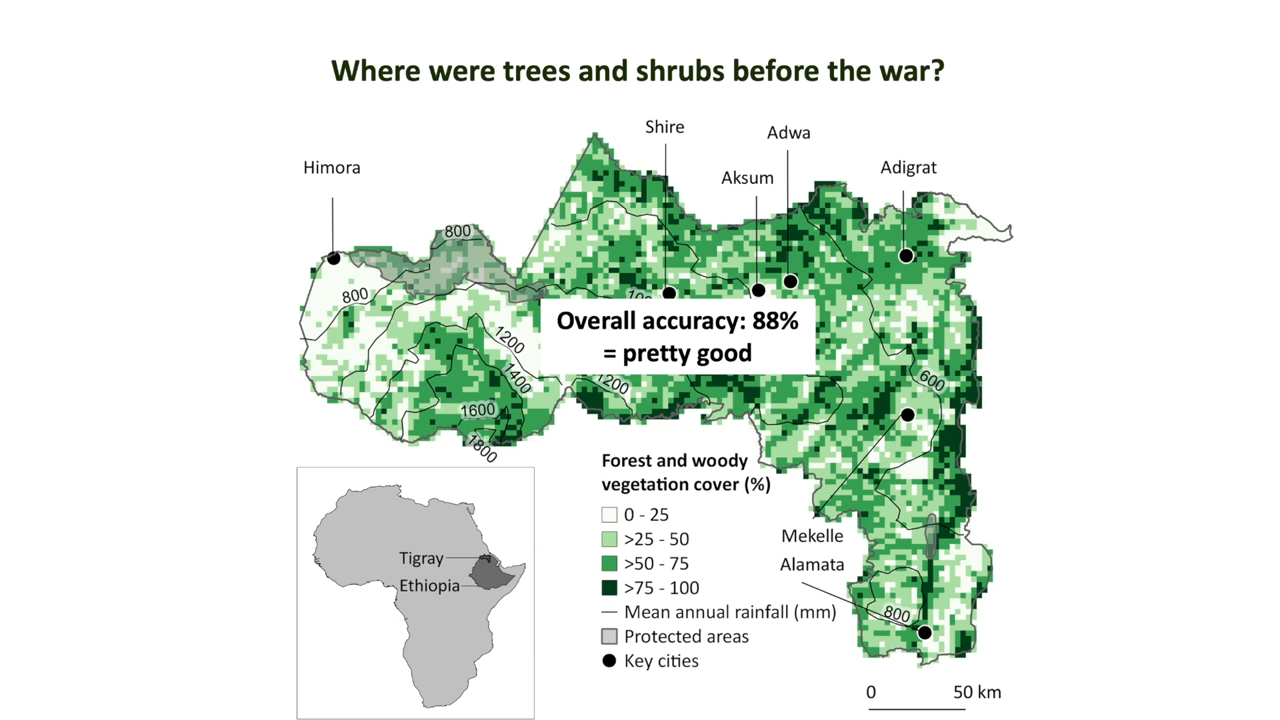 Where were trees and shrubs before the war?
Shire
Adwa
Himora
Aksum
Adigrat
800
800
1200
Overall accuracy: 88%
= pretty good
1400
1200
600
1600
1800
Forest and woody
vegetation cover (%)
0 - 25
>25 - 50
>50 - 75
>75 - 100
Mean annual rainfall (mm)
Protected areas
Key cities
Mekelle
Alamata
800
Tigray
Ethiopia
0 50 km